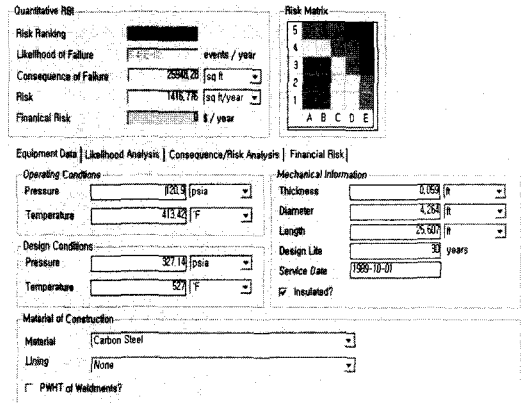 Quantitative RBI
Risk Ranking
Likelihood of Failure events / year
Consequence of Failure 25948,28 sq ft
Risk 1416,776 sq ft/year
Finanical Risk 0 $ / year
Risk Matrix
5
4
3
2
1
A B C D E
Equipment Data Likelihood Analysis Consequence/Risk Analysis Financial Risk
Operating Conditions
Pressure 120,9 psia
Temperature 413,42 °F
Design Conditions
Pressure 327,14 psia
Temperature 527 °F
Mechanical Information
Thickness 0,059 ft
Diameter 4,264 ft
Length 25,607 ft
Design Life 30 years
Service Date 1989-10-01
Insulated?
Material of Construction
Material Carbon Steel
Lining None
PWHT of Weldments?